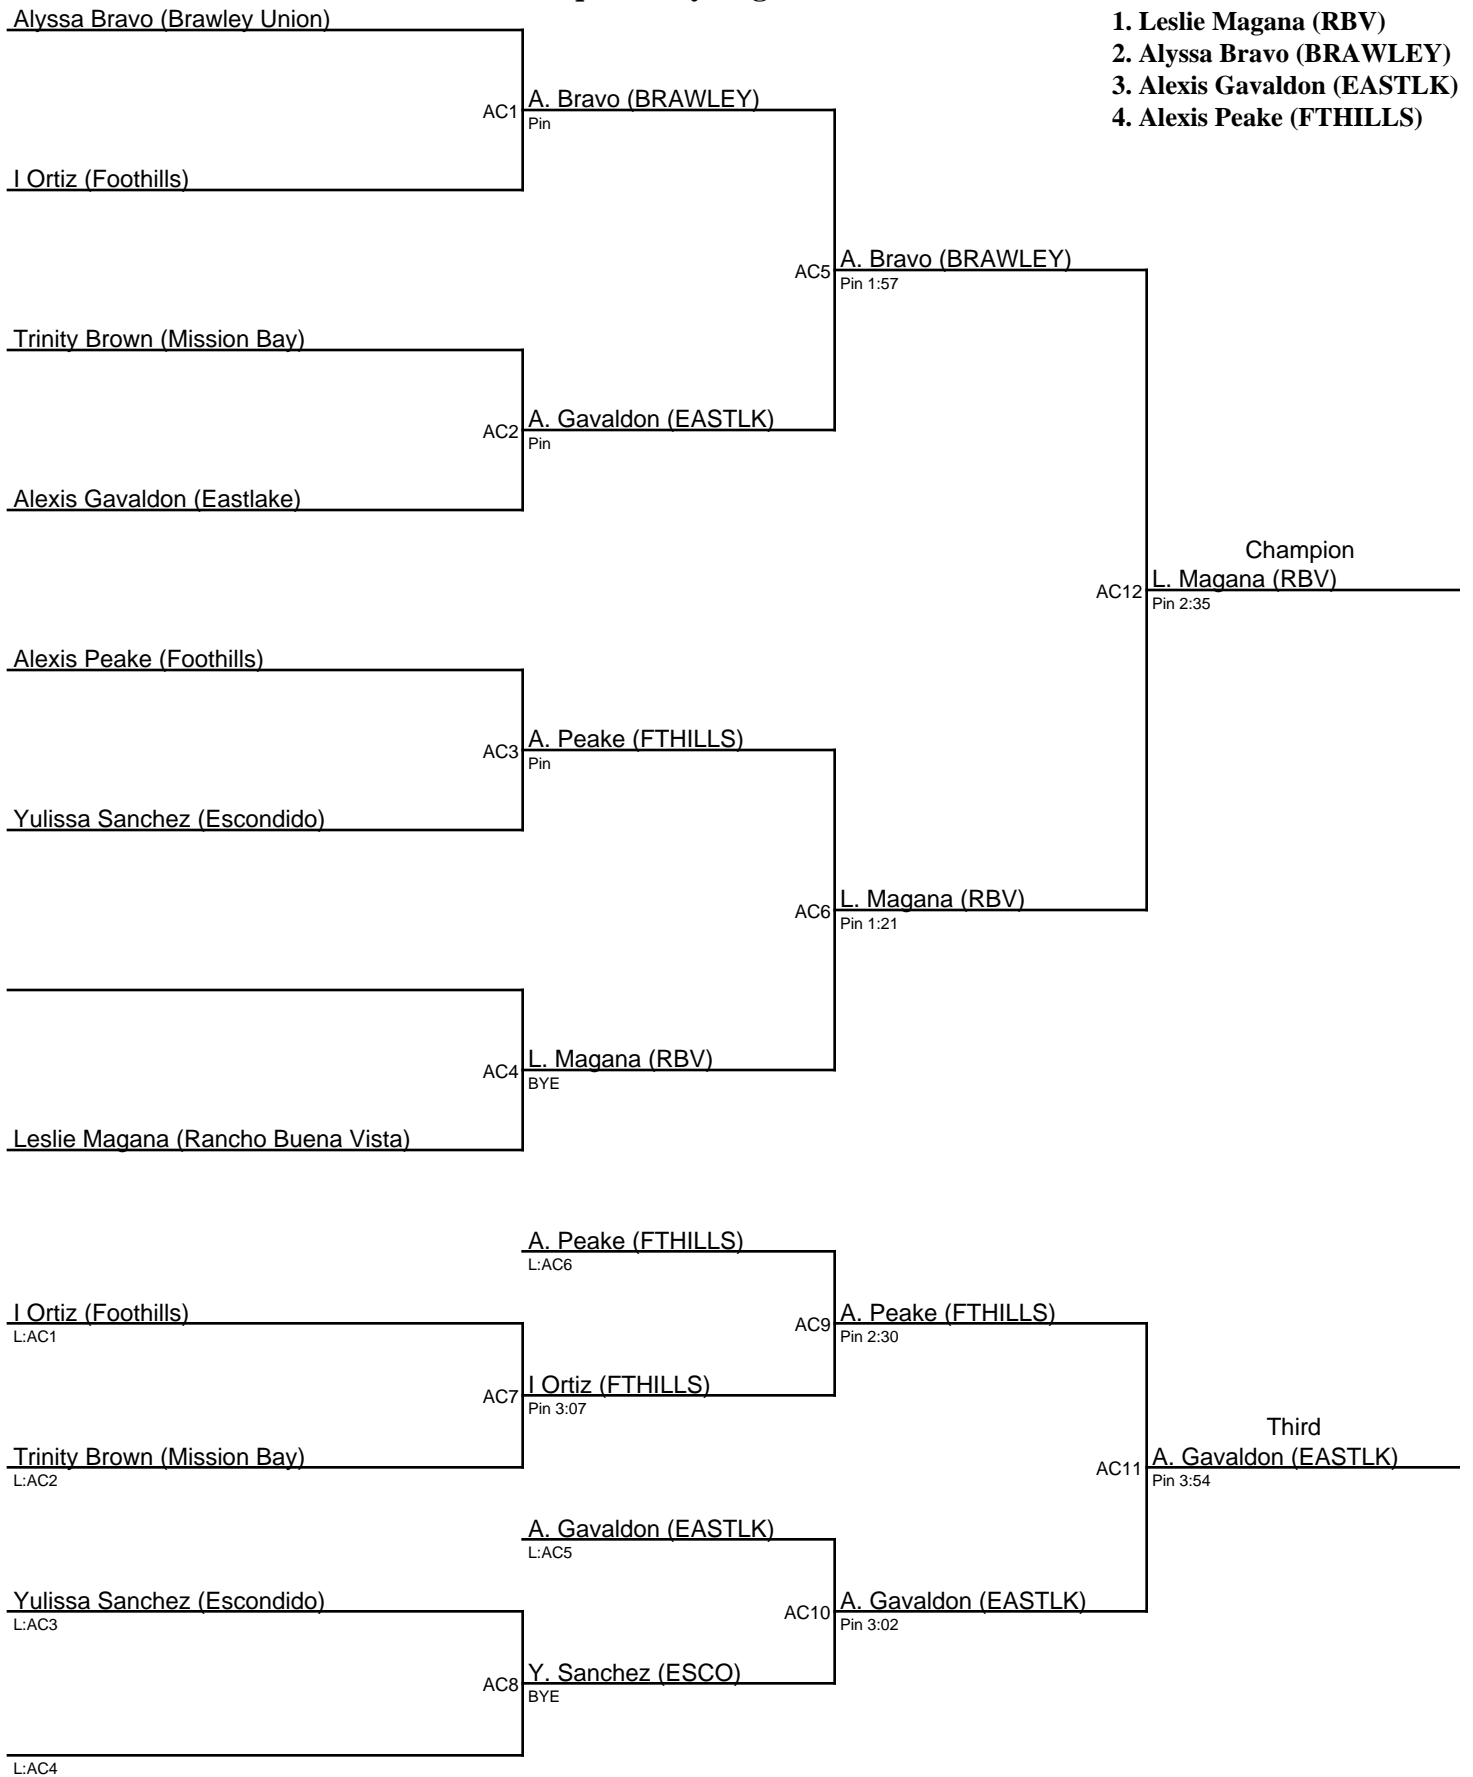 Alyssa Bravo (Brawley Union)
1. Leslie Magana (RBV)
2. Alyssa Bravo (BRAWLEY)
3. Alexis Gavaldon (EASTLK)
4. Alexis Peake (FTHILLS)
AC1
A. Bravo (BRAWLEY)
Pin
I Ortiz (Foothills)
AC5
A. Bravo (BRAWLEY)
Pin 1:57
Trinity Brown (Mission Bay)
AC2
A. Gavaldon (EASTLK)
Pin
Alexis Gavaldon (Eastlake)
Champion
AC12
L. Magana (RBV)
Pin 2:35
Alexis Peake (Foothills)
AC3
A. Peake (FTHILLS)
Pin
Yulissa Sanchez (Escondido)
AC6
L. Magana (RBV)
Pin 1:21
AC4
L. Magana (RBV)
BYE
Leslie Magana (Rancho Buena Vista)
A. Peake (FTHILLS)
L:AC6
I Ortiz (Foothills)
L:AC1
AC9
A. Peake (FTHILLS)
Pin 2:30
AC7
I Ortiz (FTHILLS)
Pin 3:07
Third
Trinity Brown (Mission Bay)
L:AC2
AC11
A. Gavaldon (EASTLK)
Pin 3:54
A. Gavaldon (EASTLK)
L:AC5
Yulissa Sanchez (Escondido)
L:AC3
AC10
A. Gavaldon (EASTLK)
Pin 3:02
AC8
Y. Sanchez (ESCO)
BYE
L:AC4